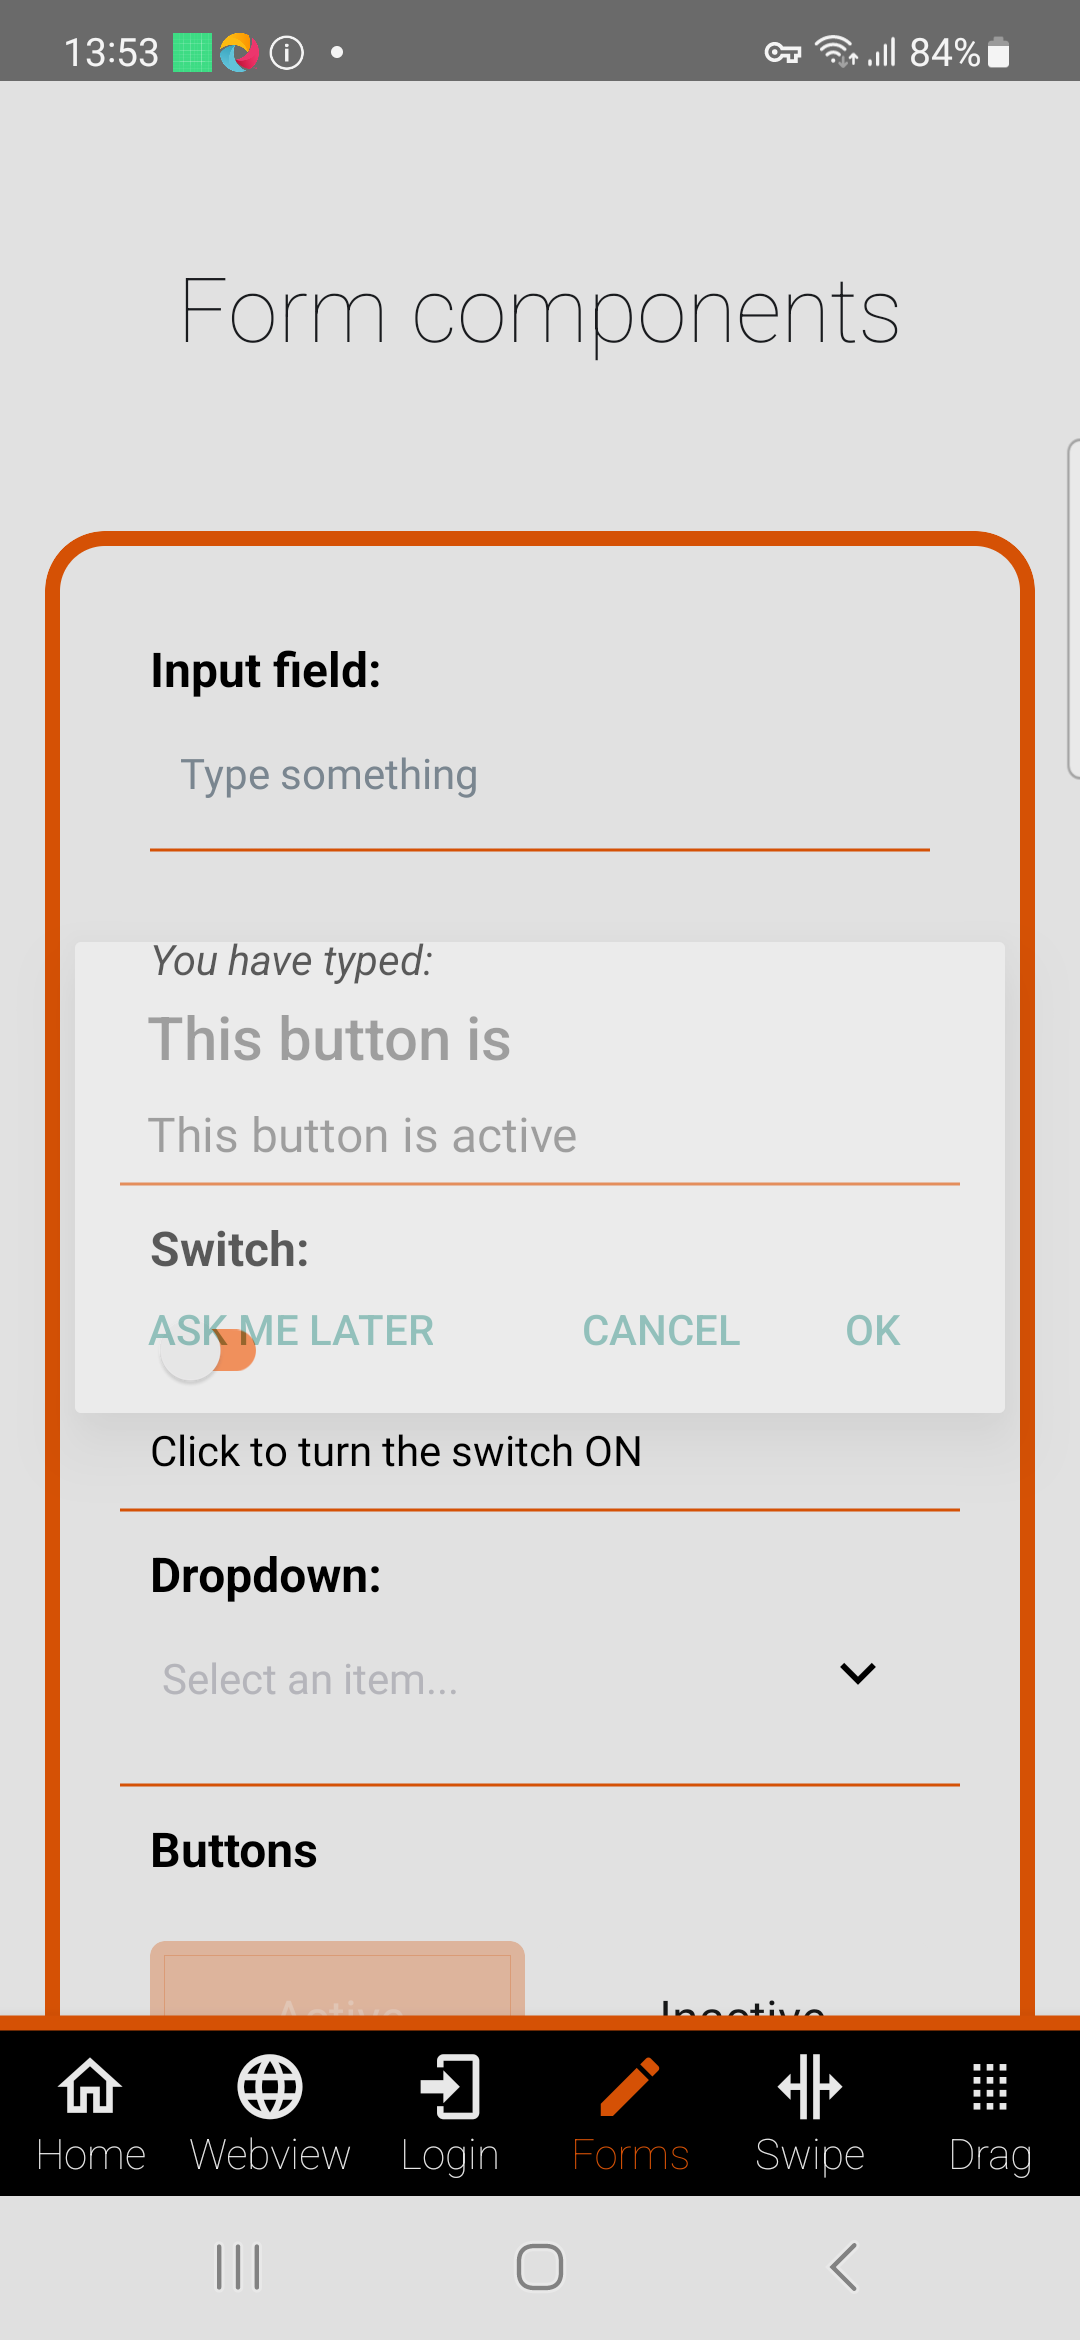 13:53
84%
Form components
Input field:
Type something
You have typed:
This button is
This button is active
Switch:
ASK ME LATER CANCEL OK
Click to turn the switch ON
Dropdown:
Select an item...
Buttons
Active Inactive
Home Webview Login Forms Swipe Drag